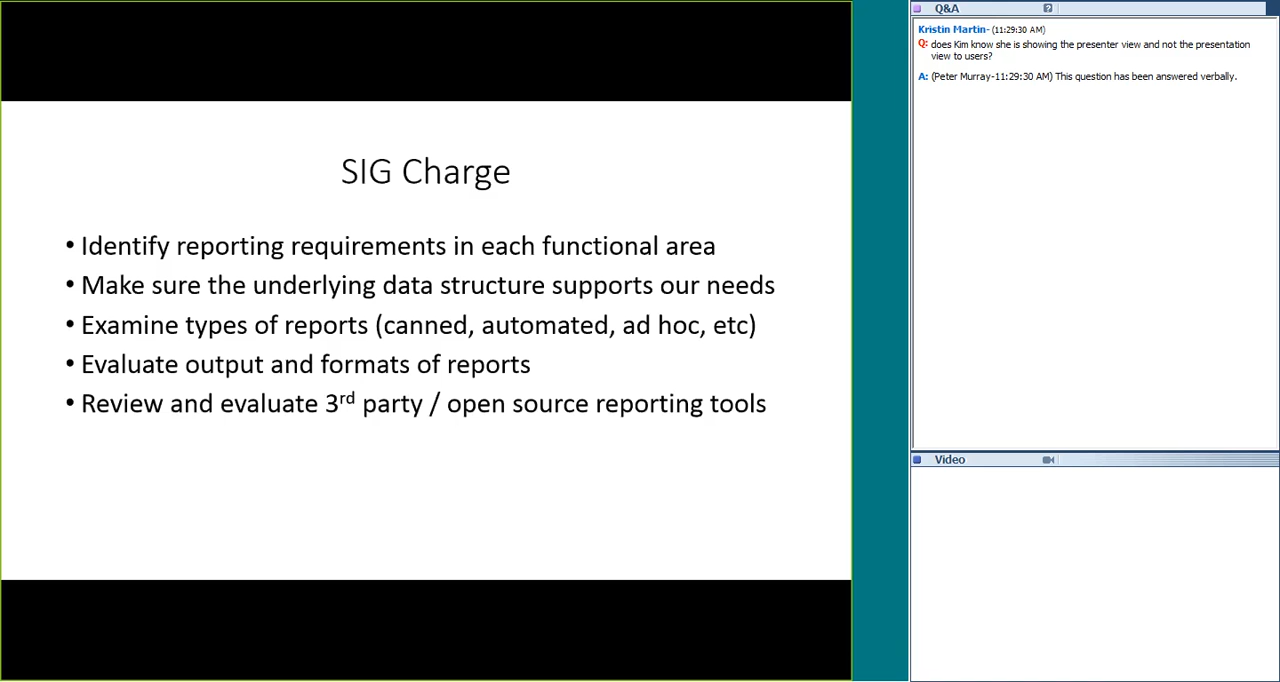 SIG Charge
• Identify reporting requirements in each functional area
• Make sure the underlying data structure supports our needs
• Examine types of reports (canned, automated, ad hoc, etc)
• Evaluate output and formats of reports
• Review and evaluate 3rd party / open source reporting tools
Q&A
?
Kristin Martin- (11:29:30 AM)
Q: does Kim know she is showing the presenter view and not the presentation
view to users?
A: (Peter Murray-11:29:30 AM) This question has been answered verbally.
Video